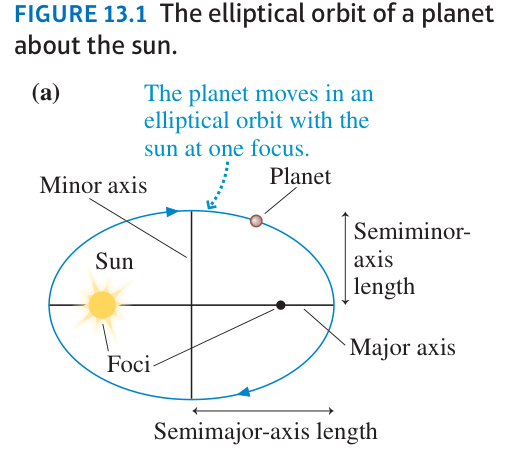 FIGURE 13.1 The elliptical orbit of a planet
about the sun.
(a)
The planet moves in an
elliptical orbit with the
sun at one focus.
Minor axis
Planet
Semiminor-
axis
length
Sun
Foci
Major axis
Semimajor-axis length